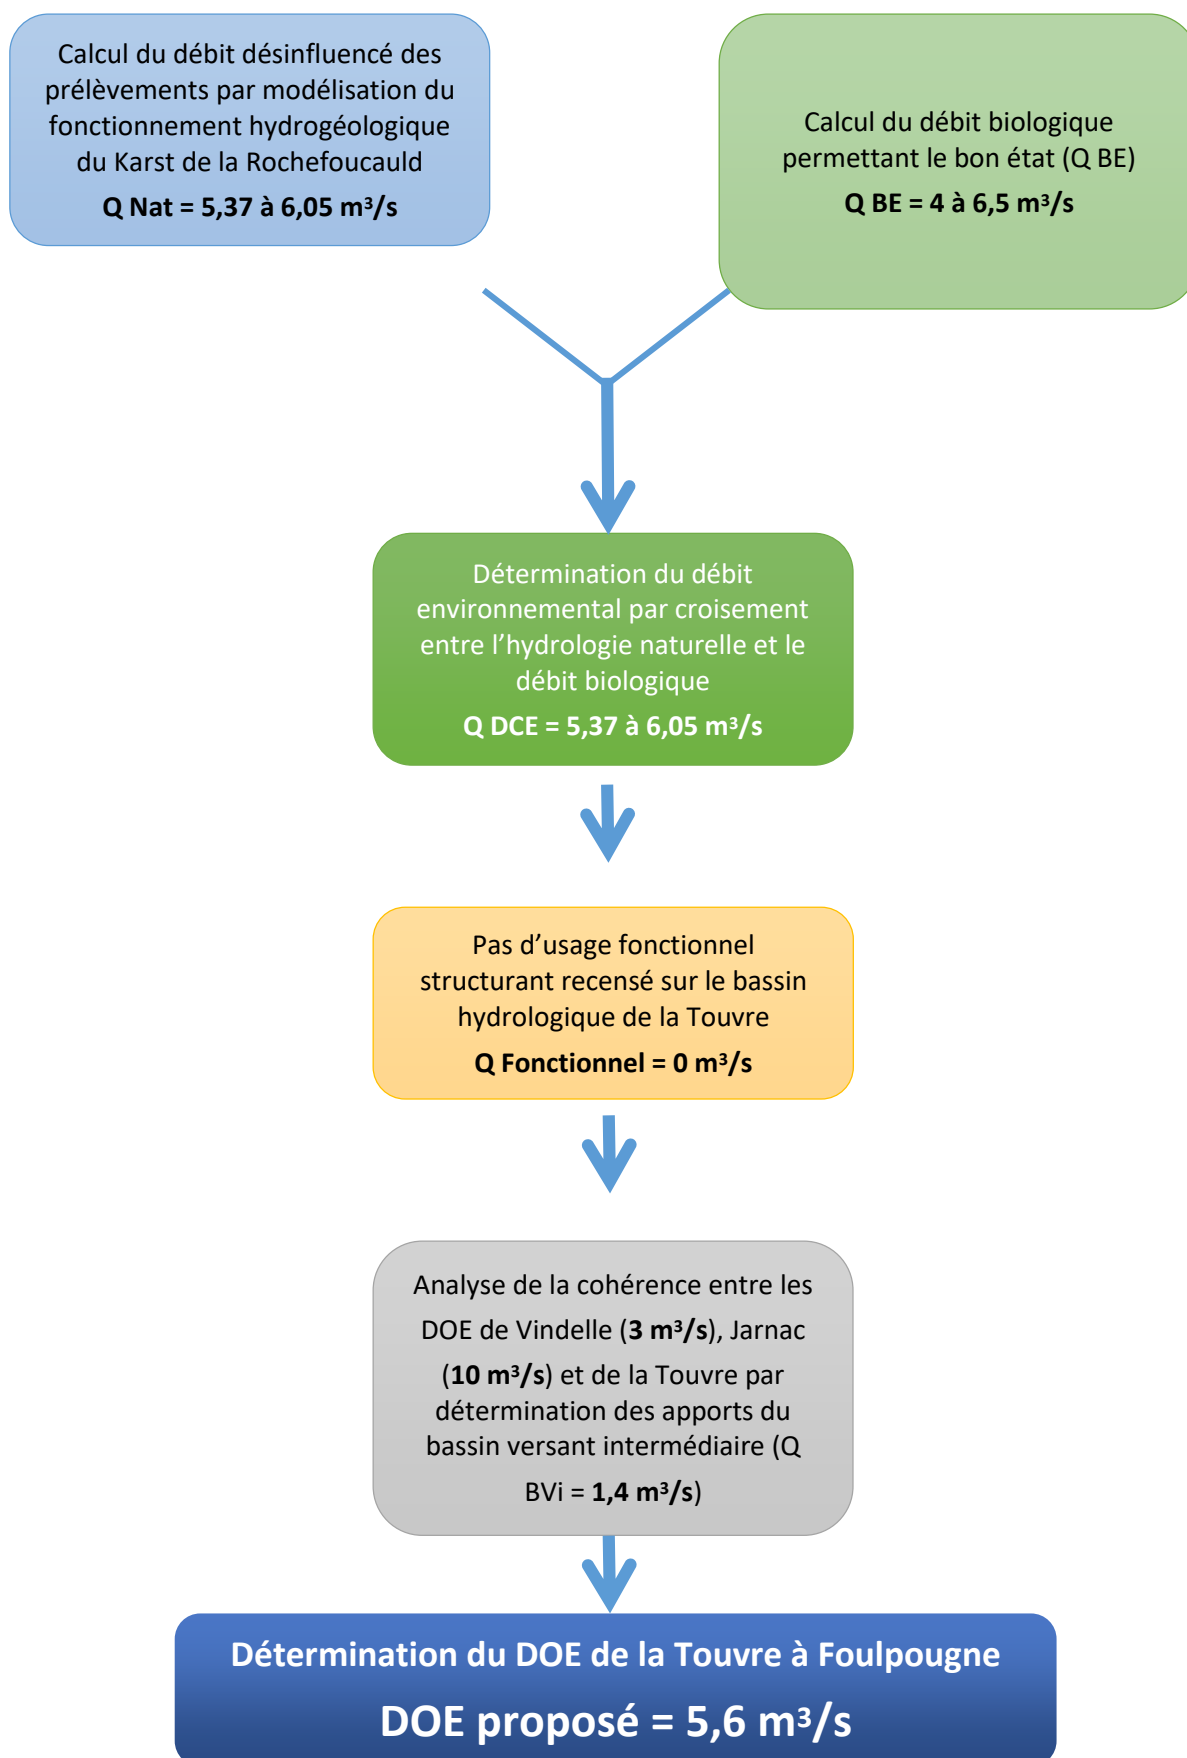 Calcul du débit désinfluencé des
prélèvements par modélisation du
fonctionnement hydrogéologique
du Karst de la Rochefoucauld
Q Nat = 5,37 à 6,05 m³/s
Calcul du débit biologique
permettant le bon état (Q BE)
Q BE = 4 à 6,5 m³/s
Détermination du débit
environnemental par croisement
entre l’hydrologie naturelle et le
débit biologique
Q DCE = 5,37 à 6,05 m³/s
Pas d’usage fonctionnel
structurant recensé sur le bassin
hydrologique de la Touvre
Q Fonctionnel = 0 m³/s
Analyse de la cohérence entre les
DOE de Vindelle (3 m³/s), Jarnac
(10 m³/s) et de la Touvre par
détermination des apports du
bassin versant intermédiaire (Q
BVi = 1,4 m³/s)
Détermination du DOE de la Touvre à Foulpougne
DOE proposé = 5,6 m³/s